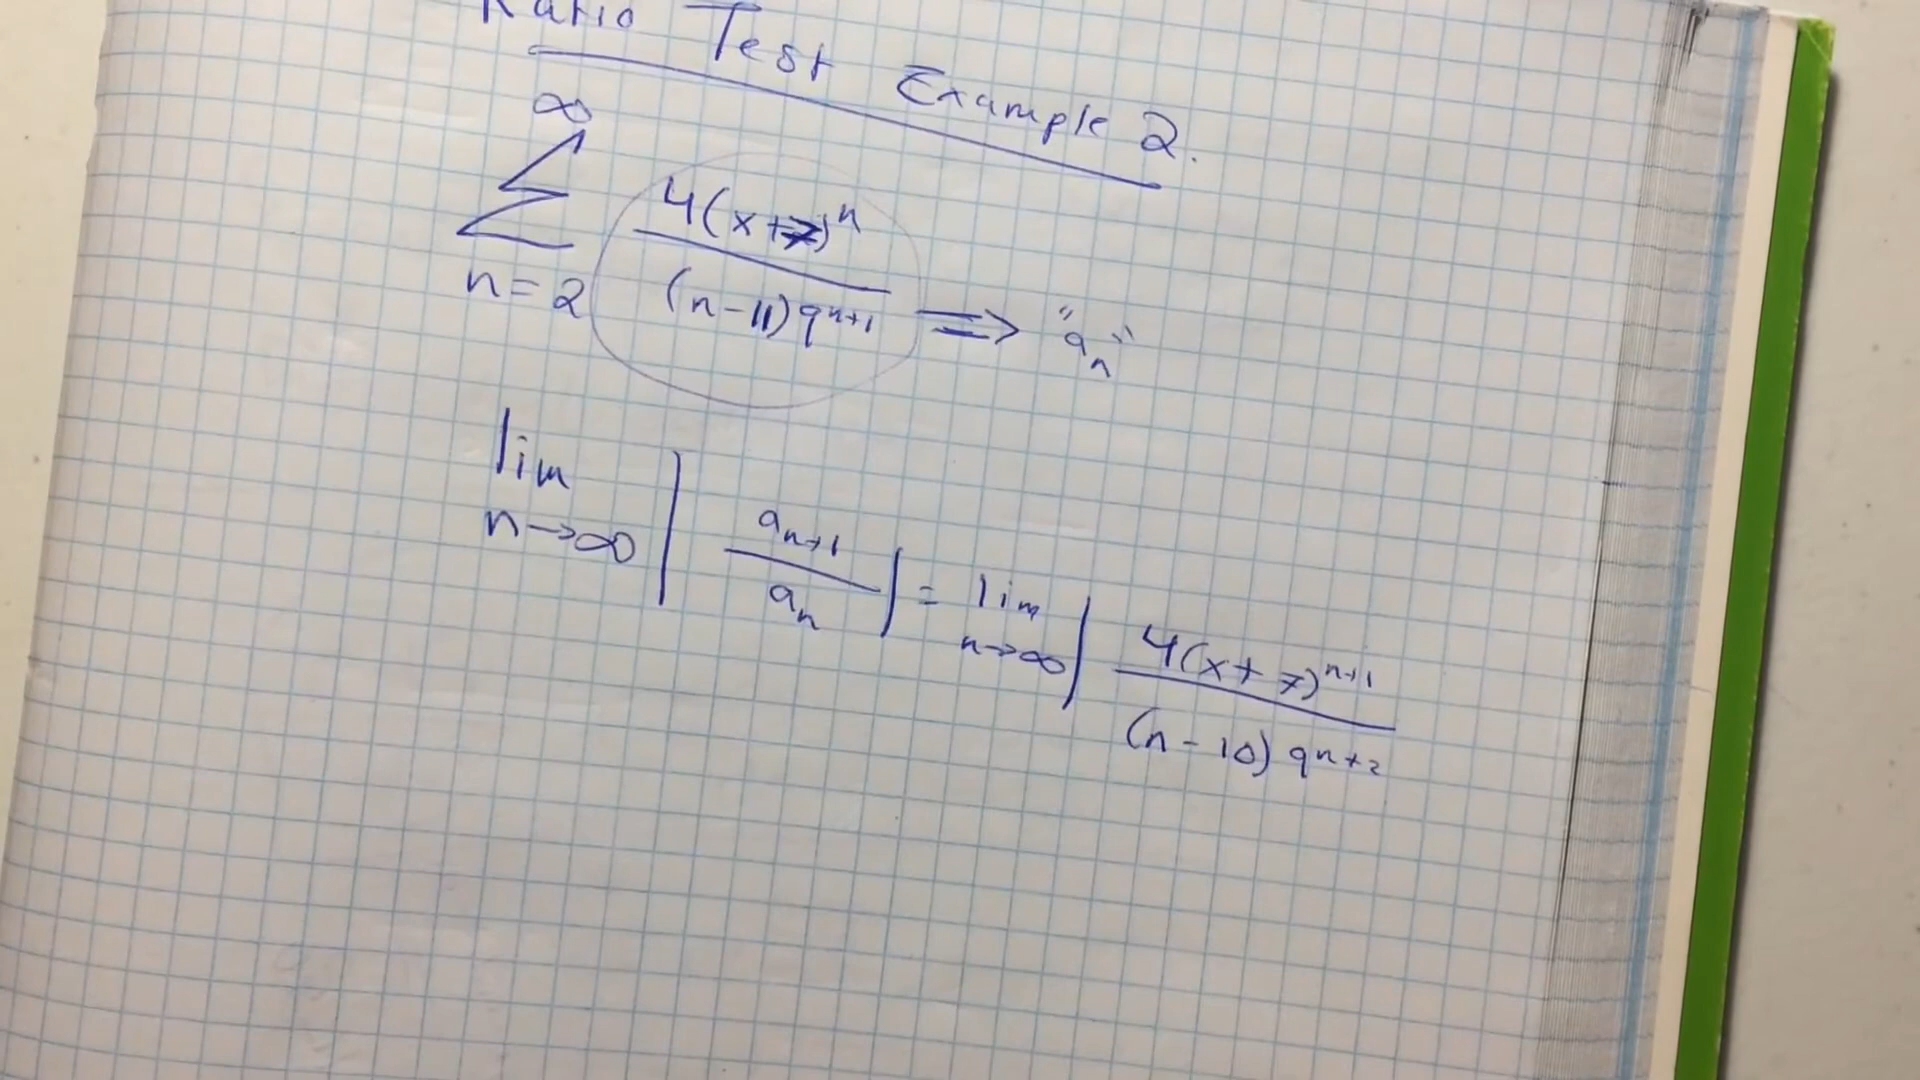 Ratio Test Example 2.
∞
Σ
n=2
4(x+7)^n
(n-11)9^{n+1}
=> "a_n"
lim
n→∞
| a_{n+1} / a_n | = lim
n→∞
| 4(x+7)^{n+1}
(n-10)9^{n+2}